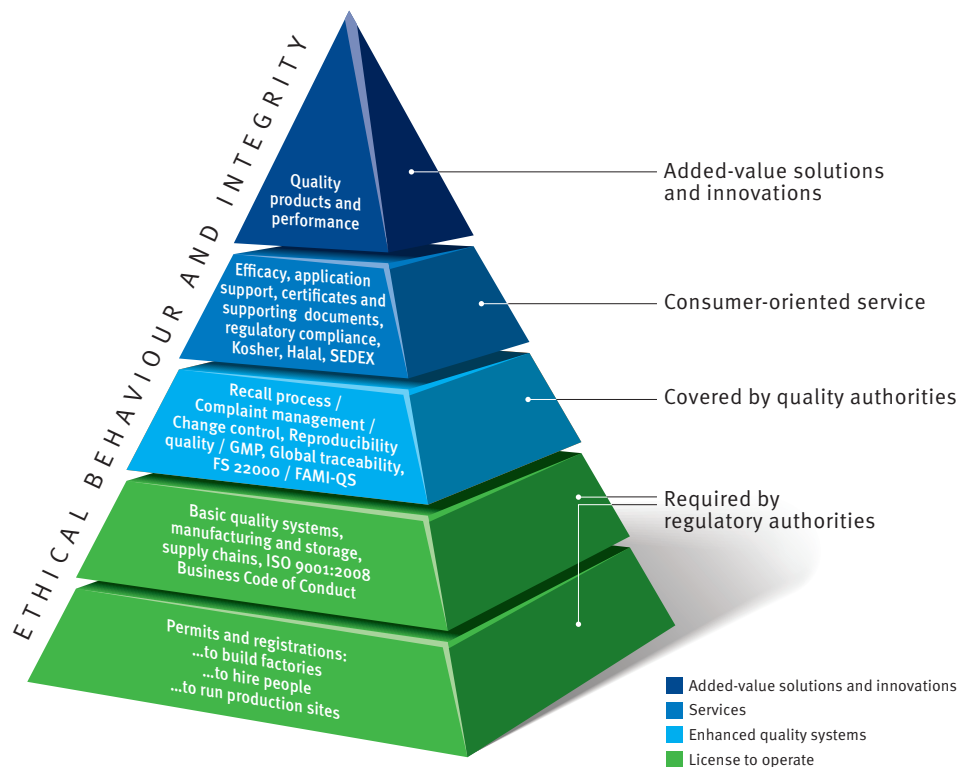 ETHICAL BEHAVIOUR AND INTEGRITY
Quality
products and
performance
Added-value solutions
and innovations
Efficacy, application
support, certificates and
supporting documents,
regulatory compliance,
Kosher, Halal, SEDEX
Consumer-oriented service
Recall process /
Complaint management /
Change control, Reproducibility
quality / GMP, Global traceability,
FS 22000 / FAMI-QS
Covered by quality authorities
Basic quality systems,
manufacturing and storage,
supply chains, ISO 9001:2008
Business Code of Conduct
Required by
regulatory authorities
Permits and registrations:
...to build factories
...to hire people
...to run production sites
Added-value solutions and innovations
Services
Enhanced quality systems
License to operate